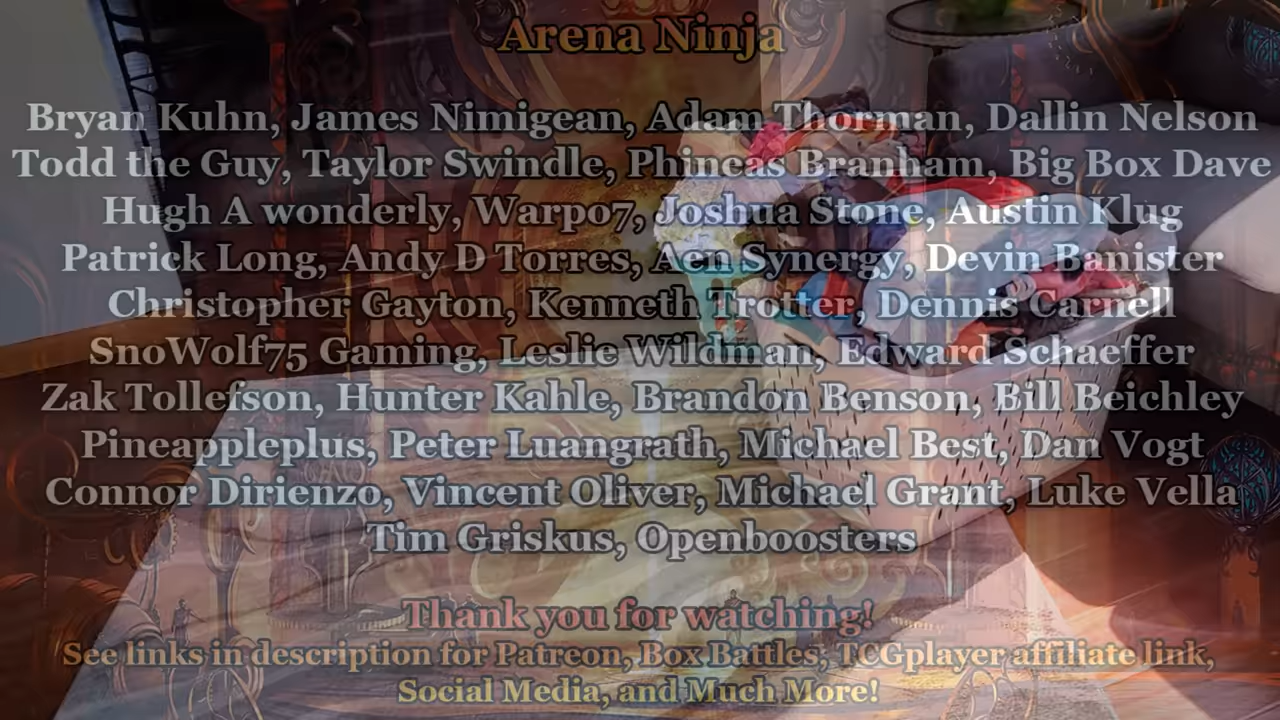 Arena Ninja
Bryan Kuhn, James Nimigean, Adam Thorman, Dallin Nelson
Todd the Guy, Taylor Swindle, Phineas Branham, Big Box Dave
Hugh A wonderly, Warp07, Joshua Stone, Austin Klug
Patrick Long, Andy D Torres, Aen Synergy, Devin Banister
Christopher Gayton, Kenneth Trotter, Dennis Carnell
SnoWolf75 Gaming, Leslie Wildman, Edward Schaeffer
Zak Tollefson, Hunter Kahle, Brandon Benson, Bill Beichley
Pineappleplus, Peter Luangrath, Michael Best, Dan Vogt
Connor Dirienzo, Vincent Oliver, Michael Grant, Luke Vella
Tim Griskus, Openboosters
Thank you for watching!
See links in description for Patreon, Box Battles, TCGplayer affiliate link,
Social Media, and Much More!